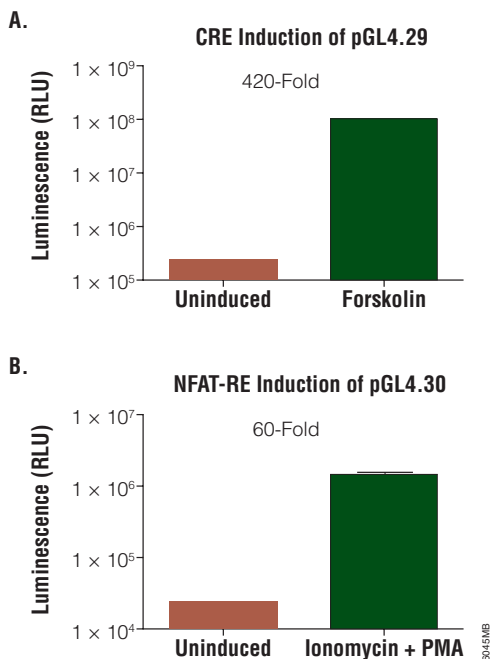 A.
CRE Induction of pGL4.29
Luminescence (RLU)
1 × 10⁹
1 × 10⁸
1 × 10⁷
1 × 10⁶
1 × 10⁵
420-Fold
Uninduced
Forskolin
B.
NFAT-RE Induction of pGL4.30
Luminescence (RLU)
1 × 10⁷
1 × 10⁶
1 × 10⁵
1 × 10⁴
60-Fold
Uninduced
Ionomycin + PMA